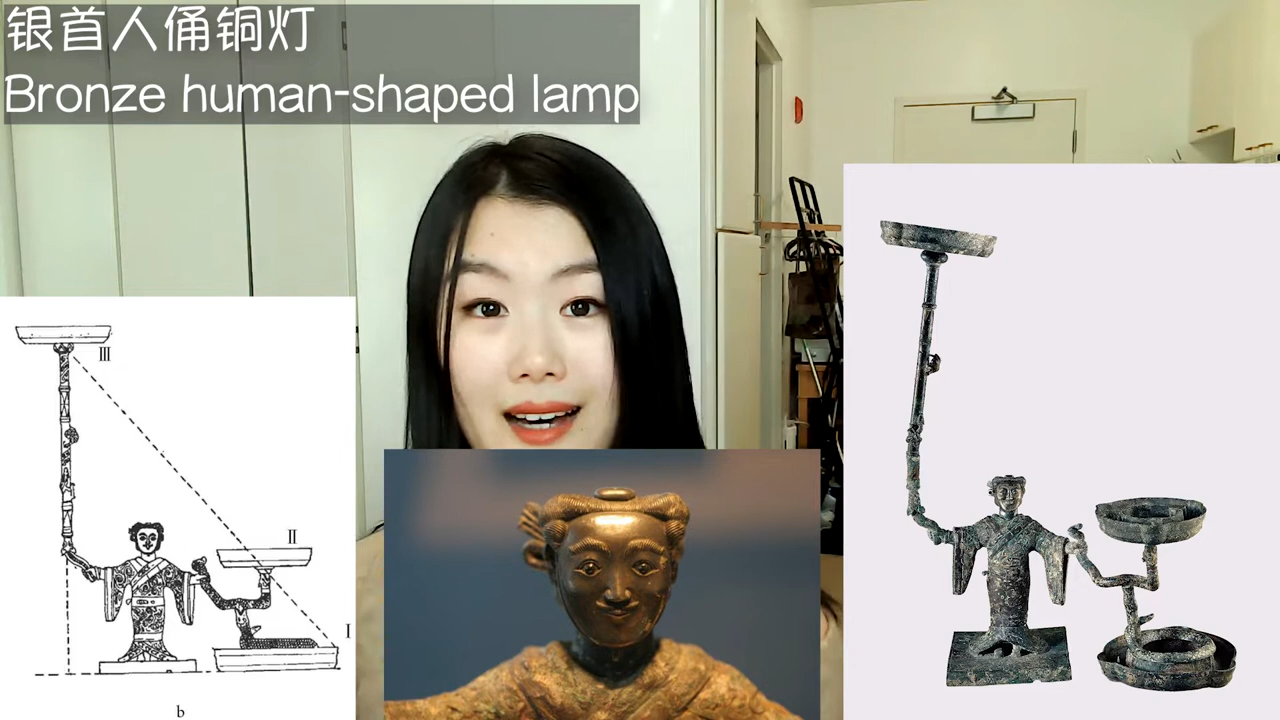 银首人俑铜灯
Bronze human-shaped lamp
III
II
I
b